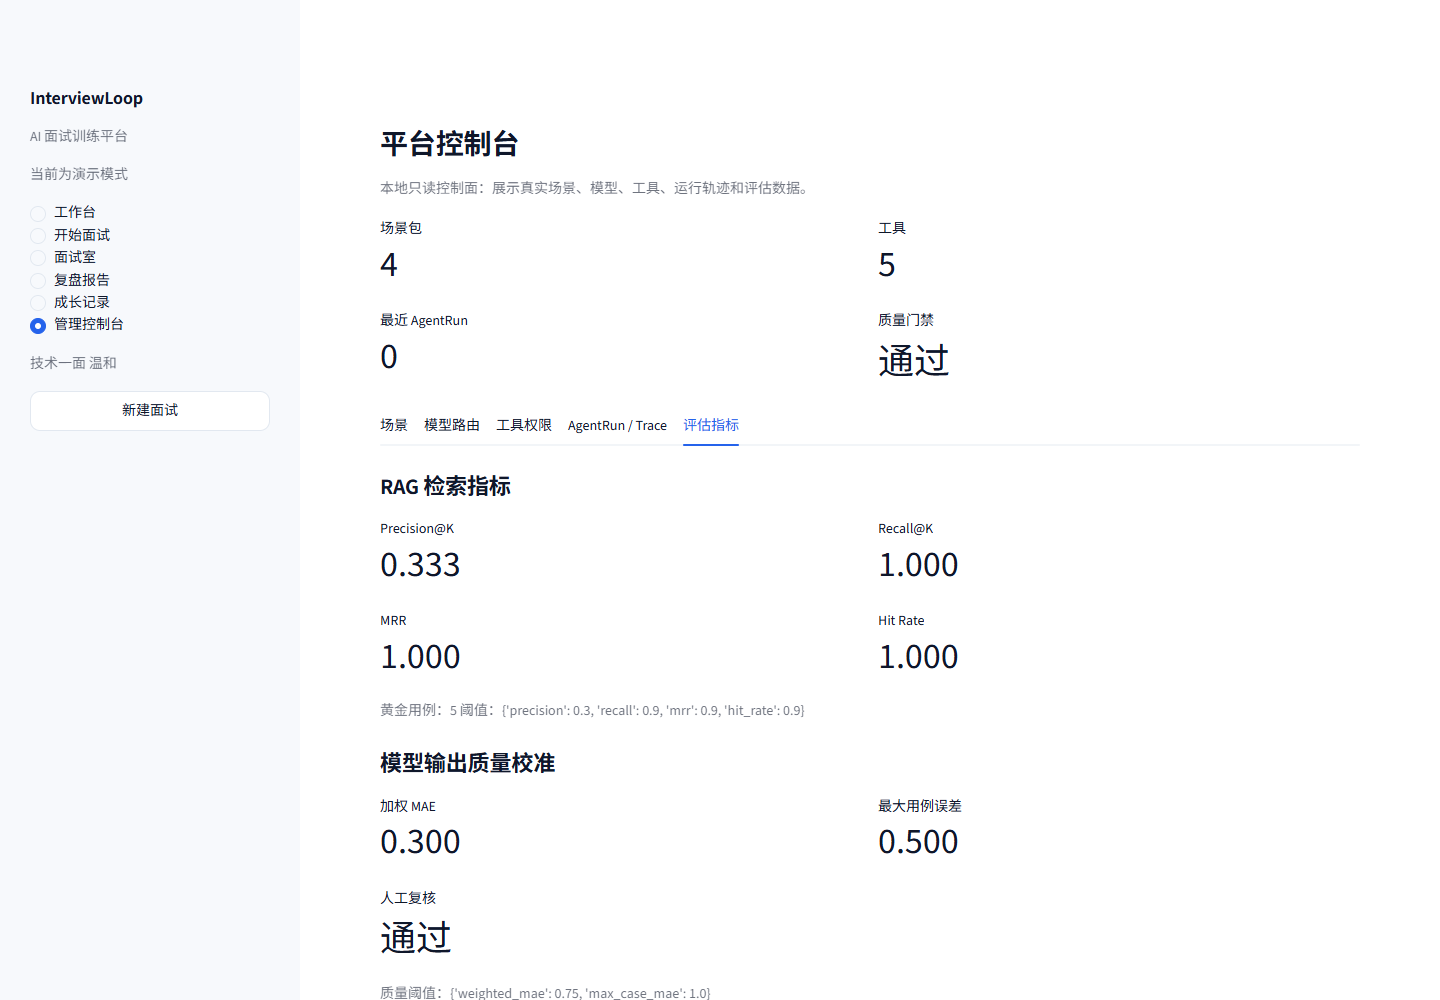 InterviewLoop
AI 面试训练平台
当前为演示模式
工作台
开始面试
面试室
复盘报告
成长记录
管理控制台
技术一面 温和
新建面试
平台控制台
本地只读控制面：展示真实场景、模型、工具、运行轨迹和评估数据。
场景包
4
工具
5
最近 AgentRun
0
质量门禁
通过
场景 模型路由 工具权限 AgentRun / Trace 评估指标
RAG 检索指标
Precision@K
0.333
Recall@K
1.000
MRR
1.000
Hit Rate
1.000
黄金用例：5 阈值：{'precision': 0.3, 'recall': 0.9, 'mrr': 0.9, 'hit_rate': 0.9}
模型输出质量校准
加权 MAE
0.300
最大用例误差
0.500
人工复核
通过
质量阈值：{'weighted_mae': 0.75, 'max_case_mae': 1.0}